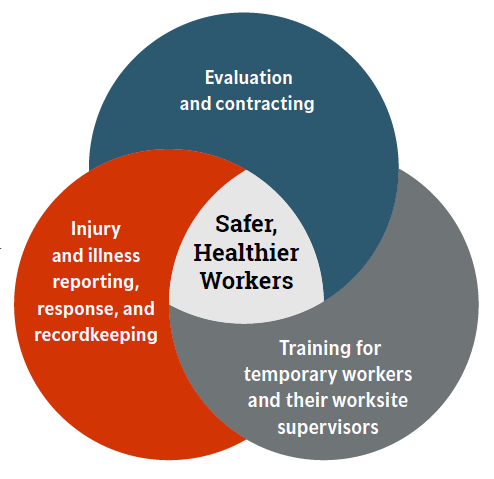 Evaluation
and contracting
Safer,
Healthier
Workers
Injury
and illness
reporting,
response, and
recordkeeping
Training for
temporary workers
and their worksite
supervisors